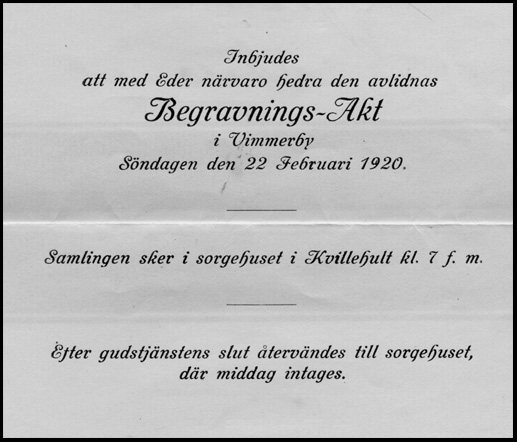 Inbjudes
att med Eder närvaro hedra den avlidnas
Begravnings-Akt
i Vimmerby
Söndagen den 22 Februari 1920.
Samlingen sker i sorgehuset i Kvillehult kl. 7 f. m.
Efter gudstjänstens slut återvändes till sorgehuset,
där middag intages.